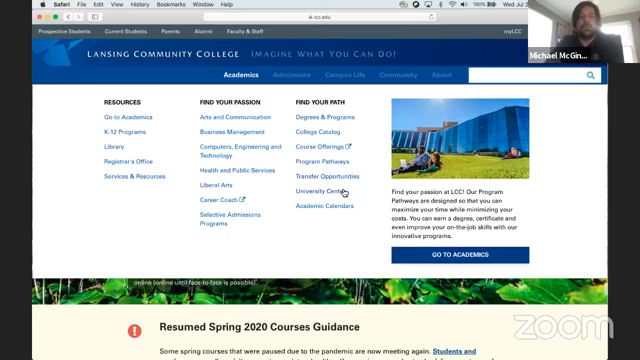 Safari File Edit View History Bookmarks Window Help
100%
Wed Jul 2
lcc.edu
Prospective Students Current Students Parents Alumni Faculty & Staff
myLCC
Michael McGin...
LANSING COMMUNITY COLLEGE IMAGINE WHAT YOU CAN DO!
Academics Admissions Campus Life Community About
RESOURCES
Go to Academics
K-12 Programs
Library
Registrar's Office
Services & Resources
FIND YOUR PASSION
Arts and Communication
Business Management
Computers, Engineering and
Technology
Health and Public Services
Liberal Arts
Career Coach
Selective Admissions
Programs
FIND YOUR PATH
Degrees & Programs
College Catalog
Course Offerings
Program Pathways
Transfer Opportunities
University Center
Academic Calendars
Find your passion at LCC! Our Program
Pathways are designed so that you can
maximize your time while minimizing your
costs. You can earn a degree, certificate and
even improve your on-the-job skills with our
innovative programs.
GO TO ACADEMICS
online (online until face-to-face is possible).
Resumed Spring 2020 Courses Guidance
Some spring courses that were paused due to the pandemic are now meeting again. Students and
zoom